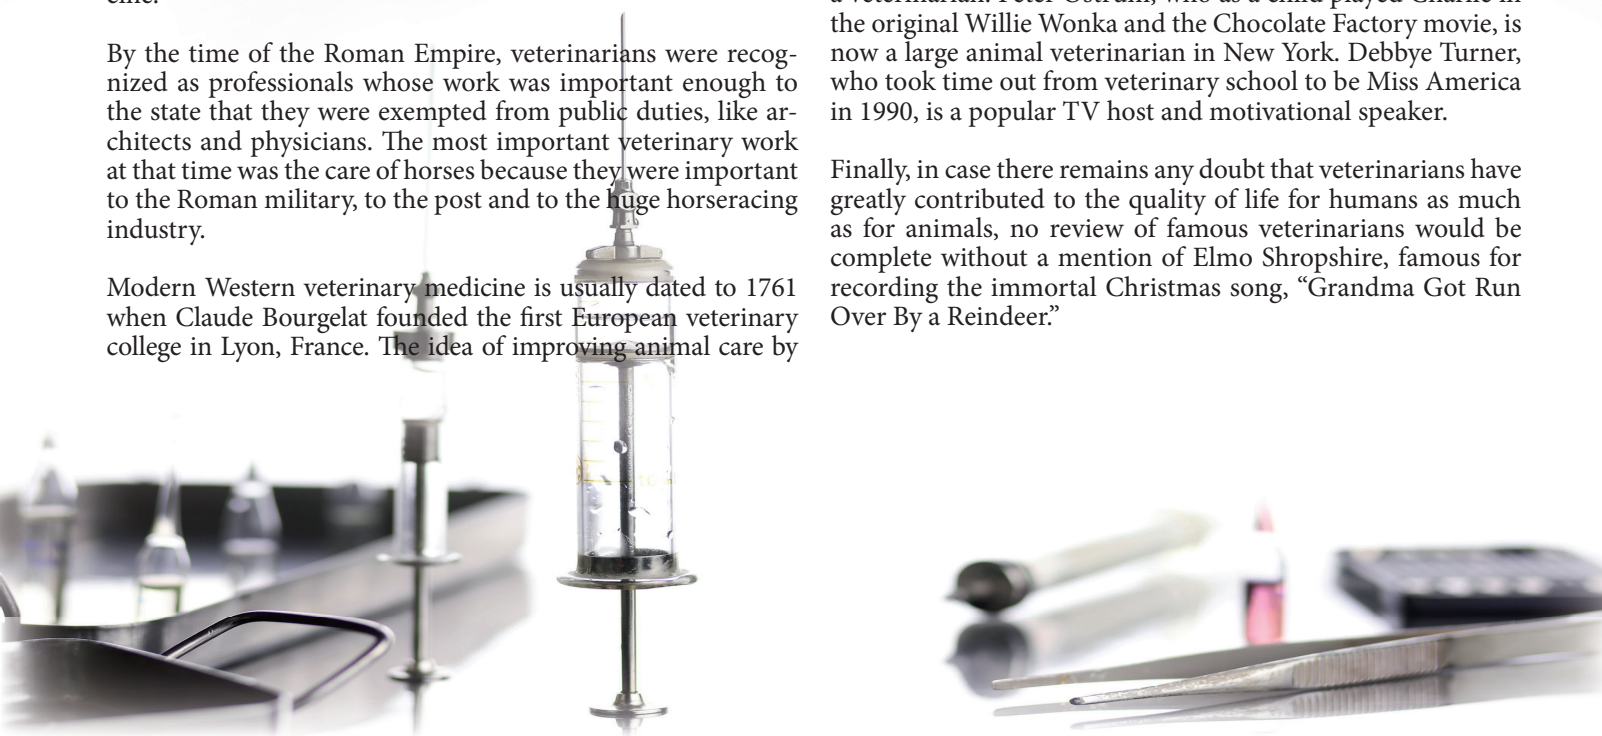 By the time of the Roman Empire, veterinarians were recog-
nized as professionals whose work was important enough to
the state that they were exempted from public duties, like ar-
chitects and physicians. The most important veterinary work
at that time was the care of horses because they were important
to the Roman military, to the post and to the huge horseracing
industry.
Modern Western veterinary medicine is usually dated to 1761
when Claude Bourgelat founded the first European veterinary
college in Lyon, France. The idea of improving animal care by
a veterinarian. Peter Ostrum, who as a child played Charlie in
the original Willie Wonka and the Chocolate Factory movie, is
now a large animal veterinarian in New York. Debbye Turner,
who took time out from veterinary school to be Miss America
in 1990, is a popular TV host and motivational speaker.
Finally, in case there remains any doubt that veterinarians have
greatly contributed to the quality of life for humans as much
as for animals, no review of famous veterinarians would be
complete without a mention of Elmo Shropshire, famous for
recording the immortal Christmas song, “Grandma Got Run
Over By a Reindeer.”